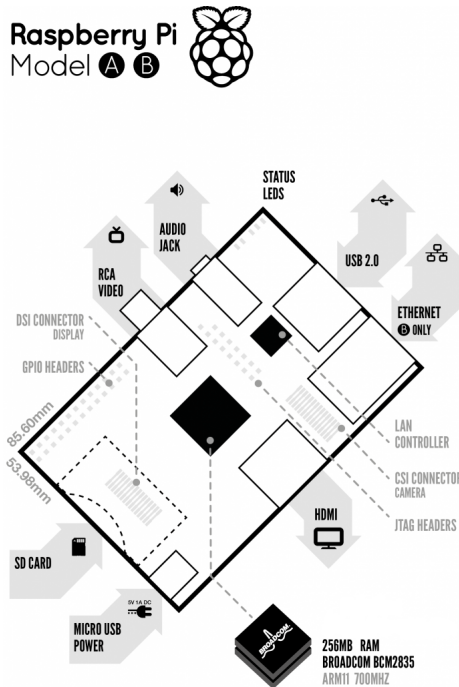 Raspberry Pi
Model A B
STATUS
LEDS
AUDIO
JACK
USB 2.0
RCA
VIDEO
ETHERNET
B ONLY
DSI CONNECTOR
DISPLAY
GPIO HEADERS
85.60mm
53.98mm
LAN
CONTROLLER
CSI CONNECTOR
CAMERA
JTAG HEADERS
HDMI
SD CARD
5V 1A DC
MICRO USB
POWER
BROADCOM
256MB RAM
BROADCOM BCM2835
ARM11 700MHZ